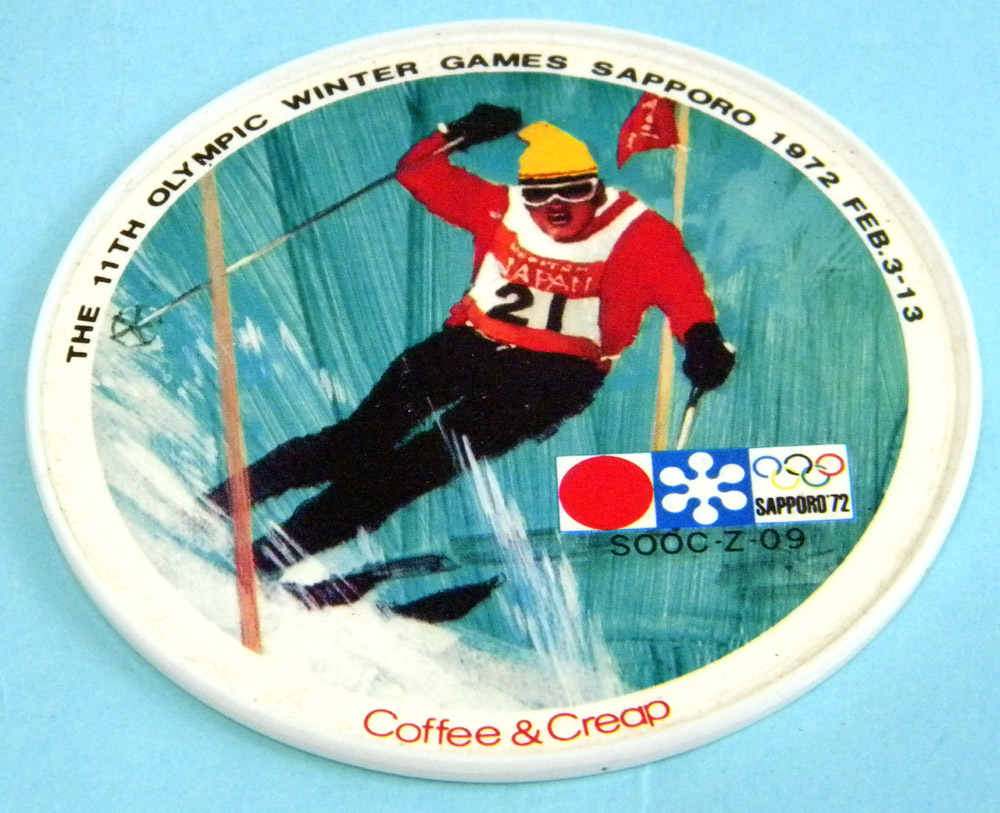 THE 11TH OLYMPIC WINTER GAMES SAPPORO 1972 FEB.3-13
JAPAN
21
SAPPORO'72
SOOC-Z-09
Coffee & Creap